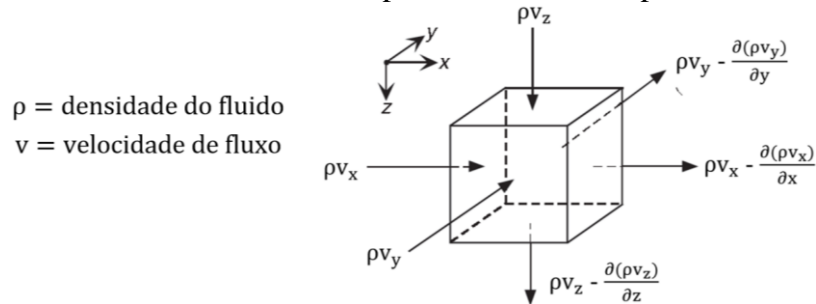 ρv_z
y
x
z
ρv_y - ∂(ρv_y)/∂y
ρ = densidade do fluido
v = velocidade de fluxo
ρv_x
ρv_x - ∂(ρv_x)/∂x
ρv_y
ρv_z - ∂(ρv_z)/∂z